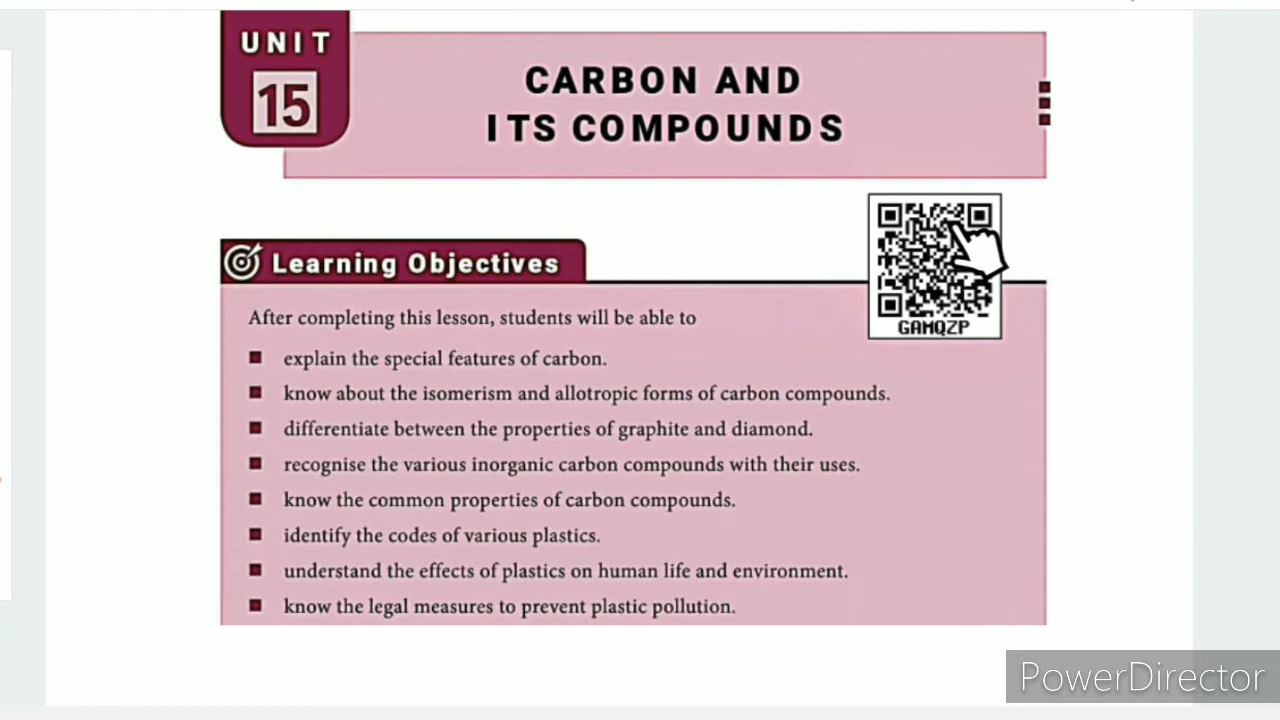 UNIT
15
CARBON AND
ITS COMPOUNDS
GAMQZP
Learning Objectives
After completing this lesson, students will be able to
■ explain the special features of carbon.
■ know about the isomerism and allotropic forms of carbon compounds.
■ differentiate between the properties of graphite and diamond.
■ recognise the various inorganic carbon compounds with their uses.
■ know the common properties of carbon compounds.
■ identify the codes of various plastics.
■ understand the effects of plastics on human life and environment.
■ know the legal measures to prevent plastic pollution.
PowerDirector